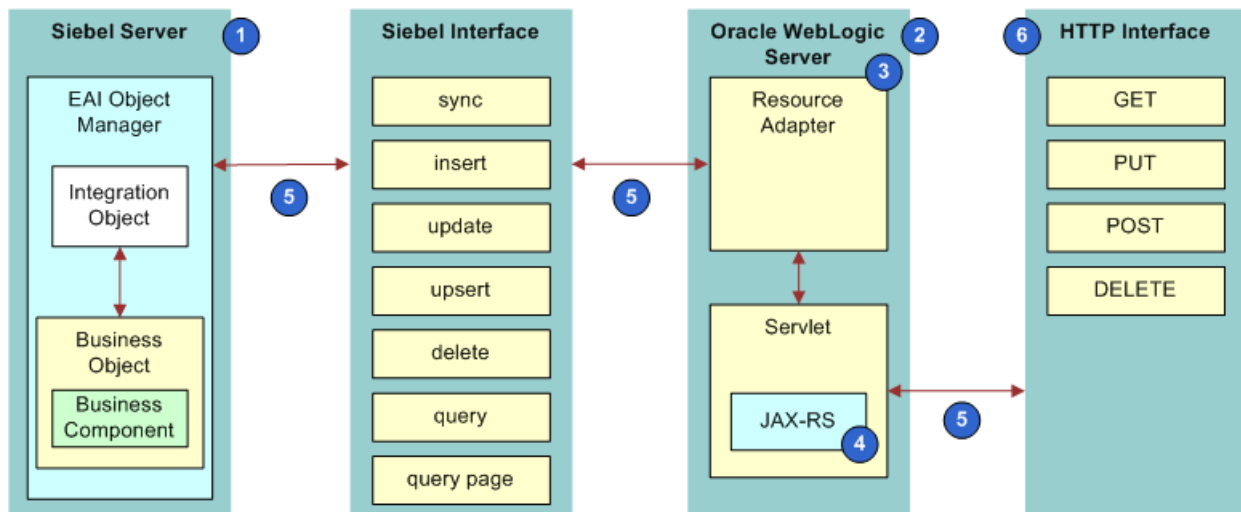 Siebel Server
1
EAI Object
Manager
Integration
Object
Business
Object
Business
Component
5
Siebel Interface
sync
insert
update
upsert
delete
query
query page
5
Oracle WebLogic
Server
2
3
Resource
Adapter
Servlet
JAX-RS
4
5
6
HTTP Interface
GET
PUT
POST
DELETE